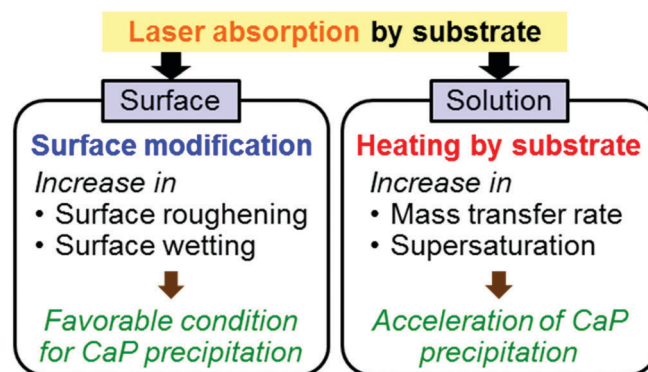 Laser absorption by substrate
Surface
Surface modification
Increase in
• Surface roughening
• Surface wetting
Favorable condition
for CaP precipitation
Solution
Heating by substrate
Increase in
• Mass transfer rate
• Supersaturation
Acceleration of CaP
precipitation